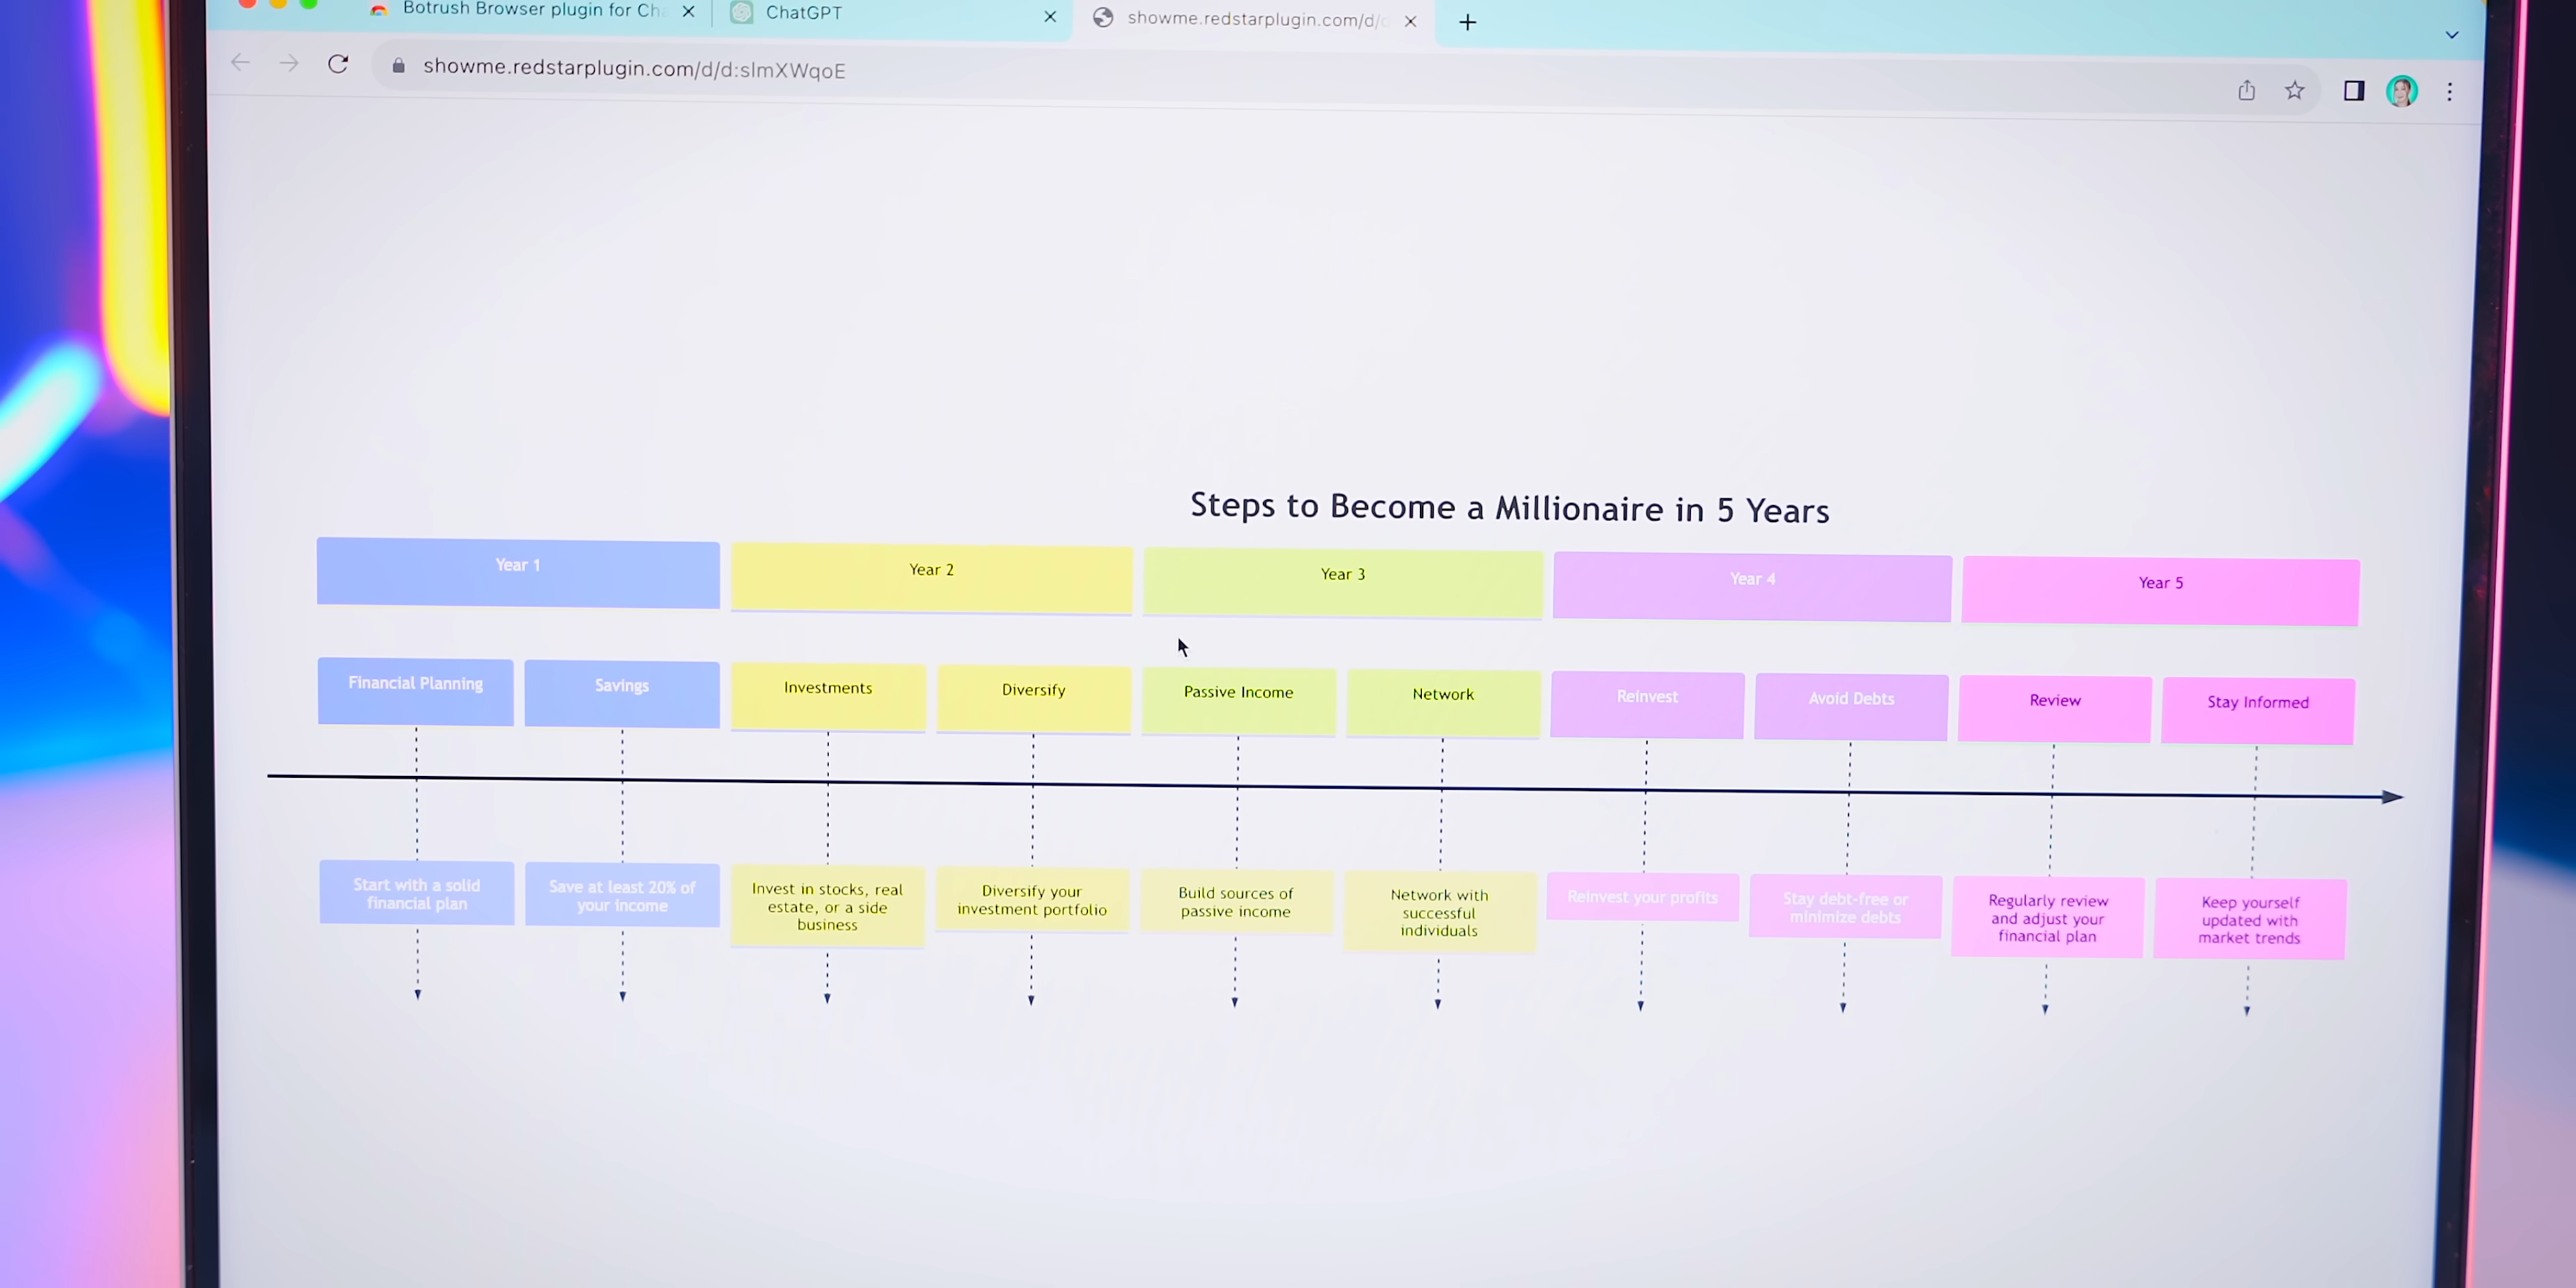 Botrush Browser plugin for Ch
ChatGPT
showme.redstarplugin.com/d/
showme.redstarplugin.com/d/d:slmXWqoE
Steps to Become a Millionaire in 5 Years
Year 1
Year 2
Year 3
Year 4
Year 5
Financial Planning
Savings
Investments
Diversify
Passive Income
Network
Reinvest
Avoid Debts
Review
Stay Informed
Start with a solid
financial plan
Save at least 20% of
your income
Invest in stocks, real
estate, or a side
business
Diversify your
investment portfolio
Build sources of
passive income
Network with
successful
individuals
Reinvest your profits
Stay debt-free or
minimize debts
Regularly review
and adjust your
financial plan
Keep yourself
updated with
market trends